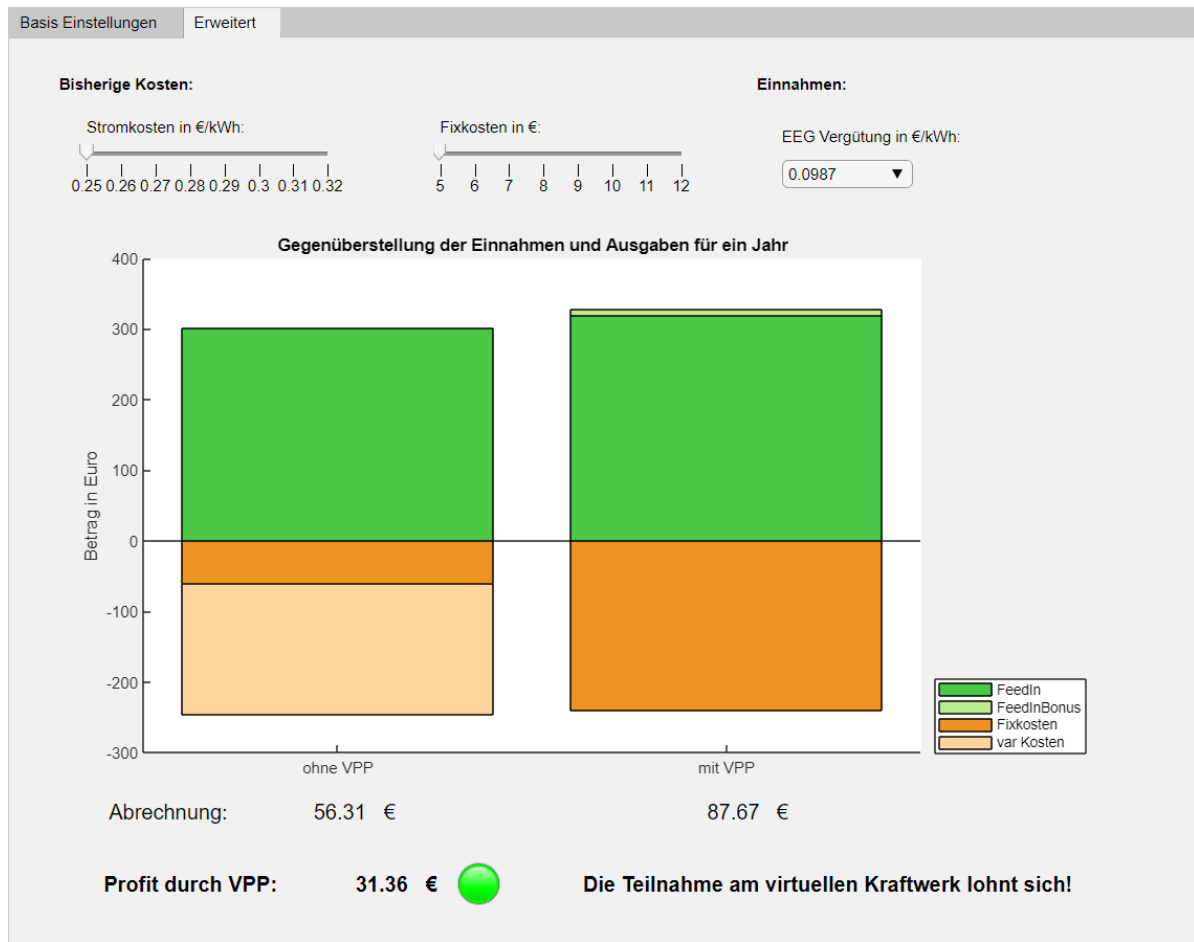 Basis Einstellungen Erweitert
Bisherige Kosten: Einnahmen:
Stromkosten in €/kWh: Fixkosten in €: EEG Vergütung in €/kWh:
0.0987
0.25 0.26 0.27 0.28 0.29 0.3 0.31 0.32 5 6 7 8 9 10 11 12
Gegenüberstellung der Einnahmen und Ausgaben für ein Jahr
400
300
200
100
0
-100
-200
-300
Betrag in Euro
ohne VPP mit VPP
FeedIn
FeedInBonus
Fixkosten
var Kosten
Abrechnung: 56.31 € 87.67 €
Profit durch VPP: 31.36 € Die Teilnahme am virtuellen Kraftwerk lohnt sich!